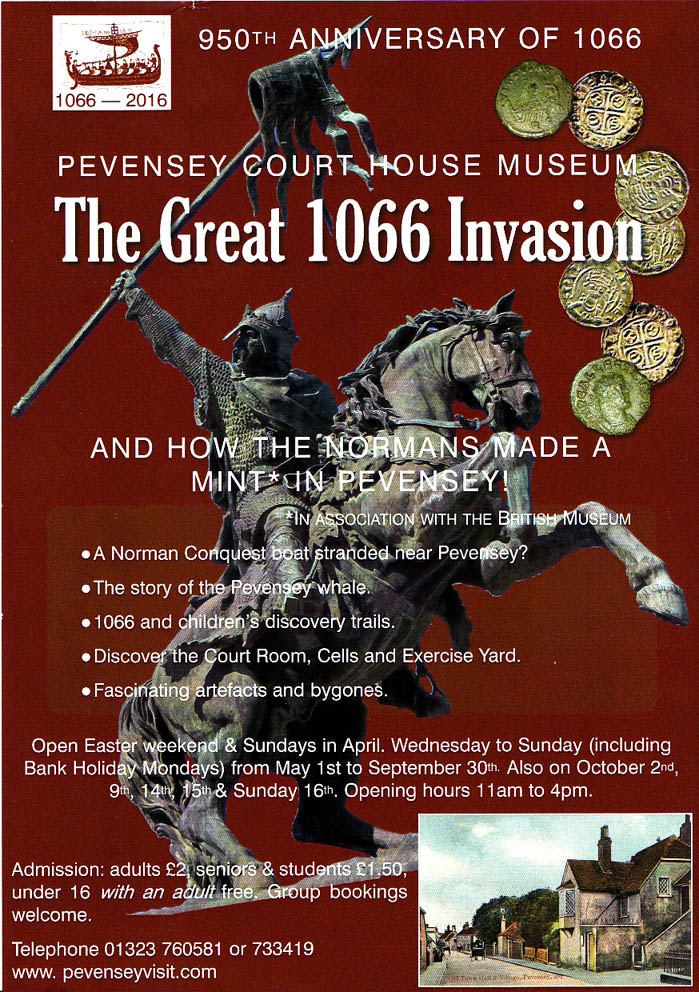 950TH ANNIVERSARY OF 1066
1066 — 2016
PEVENSEY COURT HOUSE MUSEUM
The Great 1066 Invasion
AND HOW THE NORMANS MADE A
MINT* IN PEVENSEY!
*IN ASSOCIATION WITH THE BRITISH MUSEUM
● A Norman Conquest boat stranded near Pevensey?
● The story of the Pevensey whale.
● 1066 and children's discovery trails.
● Discover the Court Room, Cells and Exercise Yard.
● Fascinating artefacts and bygones.
Open Easter weekend & Sundays in April. Wednesday to Sunday (including
Bank Holiday Mondays) from May 1st to September 30th. Also on October 2nd,
9th, 14th, 15th & Sunday 16th. Opening hours 11am to 4pm.
Admission: adults £2, seniors & students £1.50,
under 16 with an adult free. Group bookings
welcome.
Telephone 01323 760581 or 733419
www. pevenseyvisit.com
Old Town Hall & Village, Pevensey